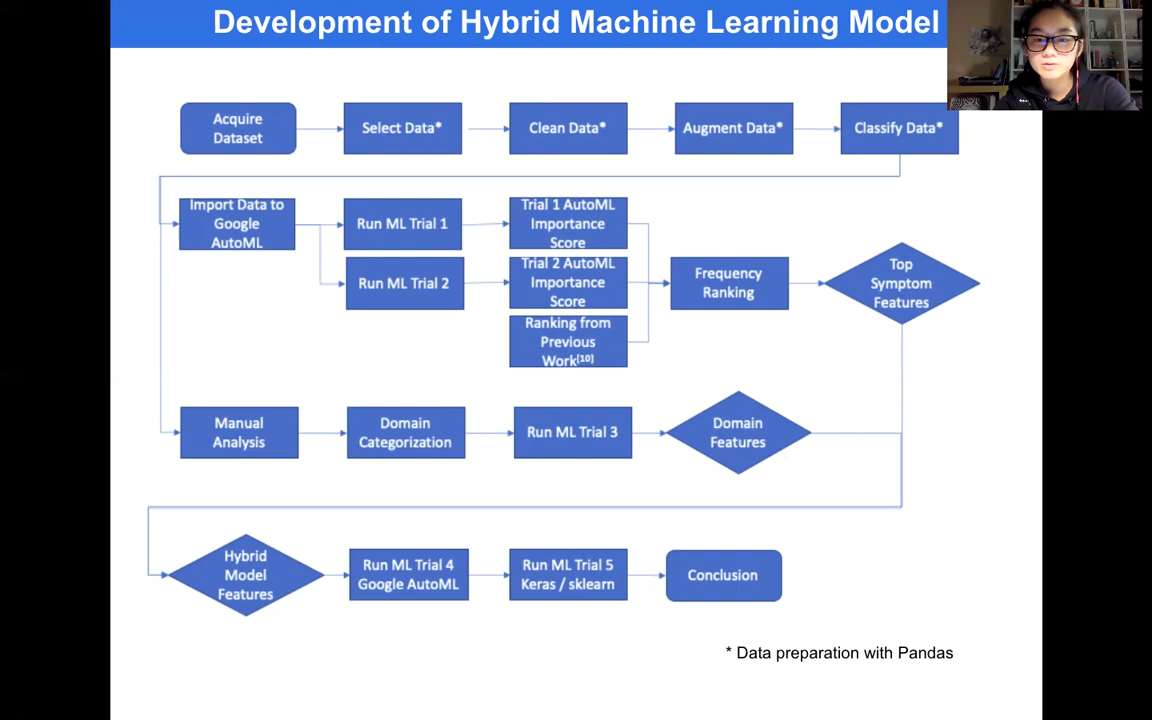 Development of Hybrid Machine Learning Model
Acquire
Dataset
Select Data*
Clean Data*
Augment Data*
Classify Data*
Import Data to
Google
AutoML
Run ML Trial 1
Trial 1 AutoML
Importance
Score
Run ML Trial 2
Trial 2 AutoML
Importance
Score
Ranking from
Previous
Work[10]
Frequency
Ranking
Top
Symptom
Features
Manual
Analysis
Domain
Categorization
Run ML Trial 3
Domain
Features
Hybrid
Model
Features
Run ML Trial 4
Google AutoML
Run ML Trial 5
Keras / sklearn
Conclusion
* Data preparation with Pandas